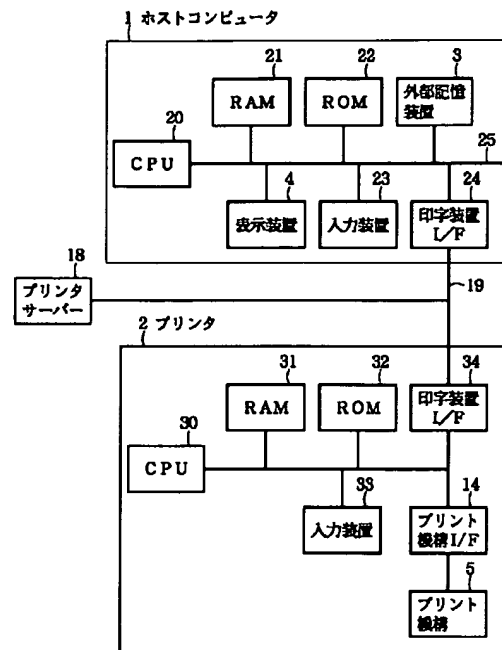 1 ホストコンピュータ
21
22
3
RAM
ROM
外部記憶
装置
20
25
CPU
4
23
24
表示装置
入力装置
印字装置
I/F
18
19
プリンタ
サーバー
2 プリンタ
31
32
34
RAM
ROM
印字装置
I/F
30
CPU
33
14
入力装置
プリント
機構I/F
5
プリント
機構